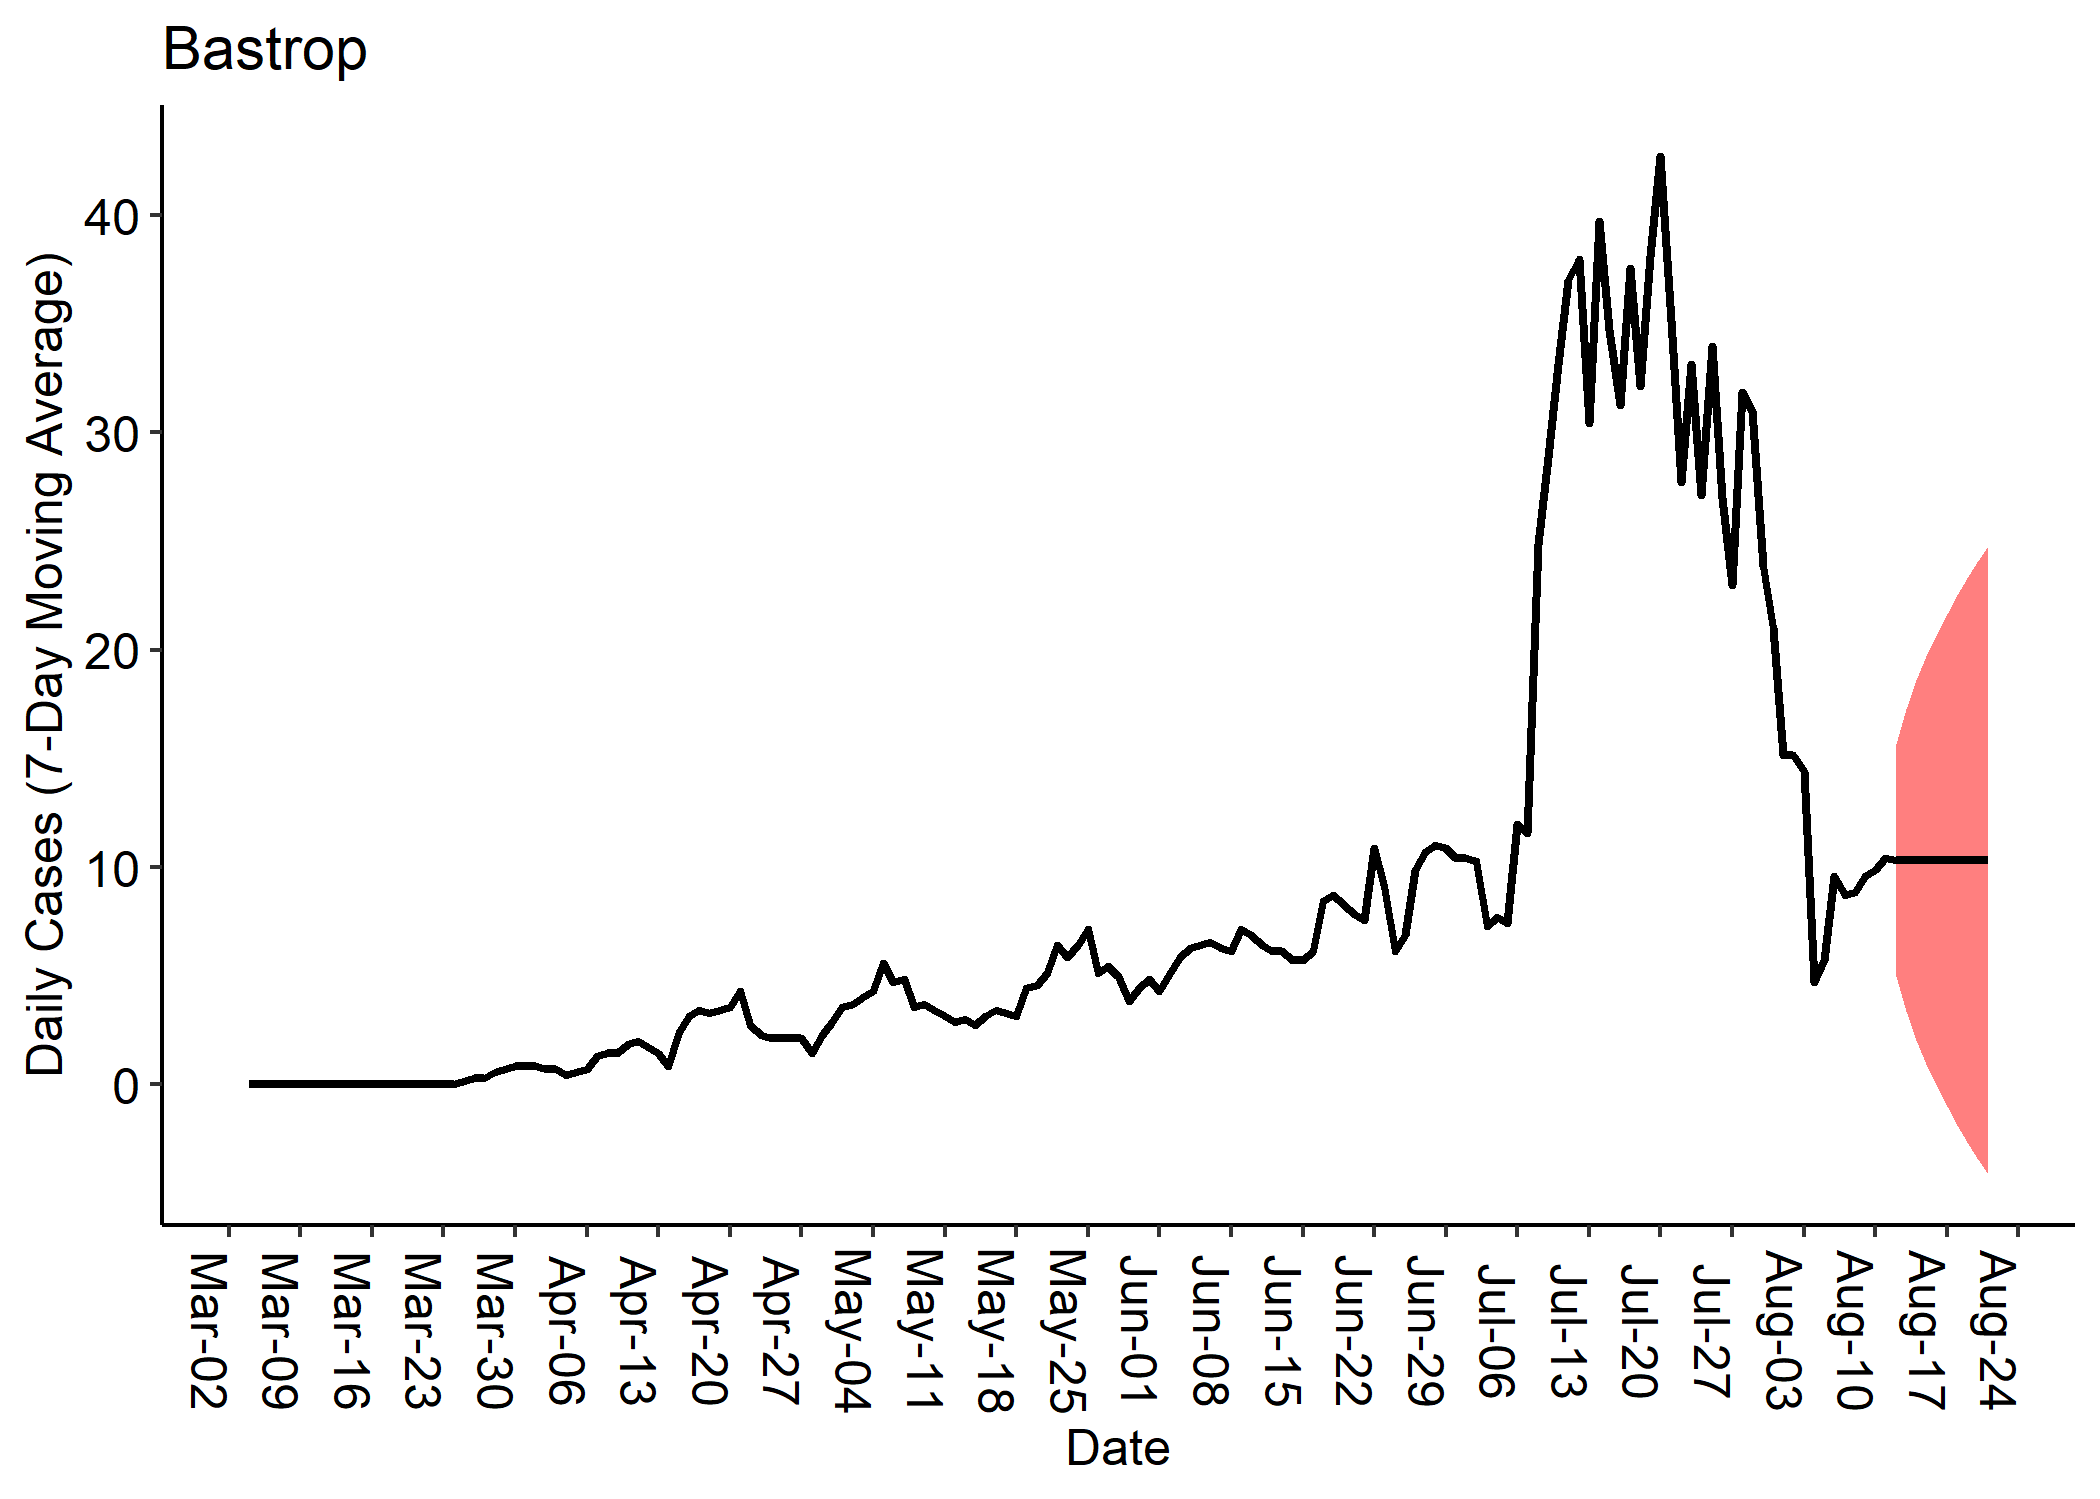 Bastrop
Daily Cases (7-Day Moving Average)
40
30
20
10
0
Mar-02
Mar-09
Mar-16
Mar-23
Mar-30
Apr-06
Apr-13
Apr-20
Apr-27
May-04
May-11
May-18
May-25
Jun-01
Jun-08
Jun-15
Jun-22
Jun-29
Jul-06
Jul-13
Jul-20
Jul-27
Aug-03
Aug-10
Aug-17
Aug-24
Date